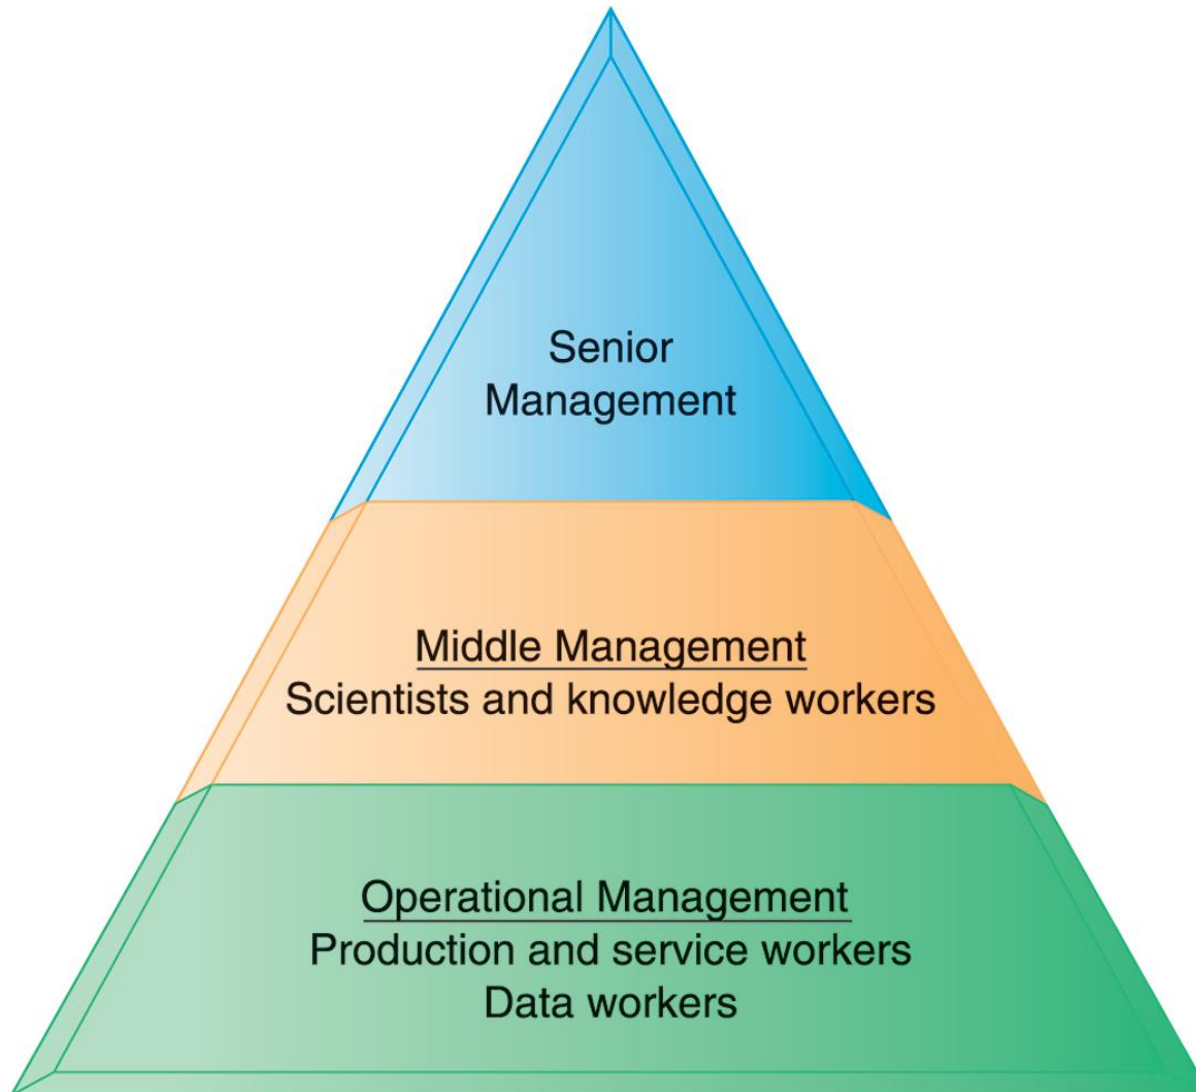 Senior
Management
Middle Management
Scientists and knowledge workers
Operational Management
Production and service workers
Data workers